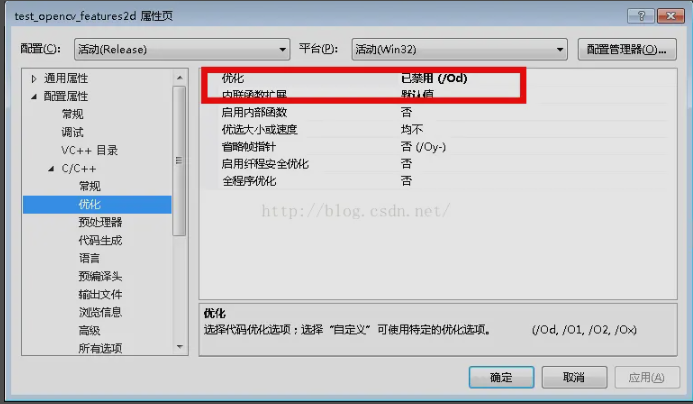 test_opencv_features2d 属性页
配置(C): 活动(Release) 平台(P): 活动(Win32) 配置管理器(O)...
通用属性
配置属性
常规
调试
VC++ 目录
C/C++
常规
优化
预处理器
代码生成
语言
预编译头
输出文件
浏览信息
高级
所有选项
优化 已禁用 (/Od)
内联函数扩展 默认值
启用内部函数 否
优选大小或速度 均不
省略帧指针 否 (/Oy-)
启用纤程安全优化 否
全程序优化 否
http://blog.csdn.net/
优化
选择代码优化选项；选择“自定义”可使用特定的优化选项。 (/Od, /O1, /O2, /Ox)
确定 取消 应用(A)